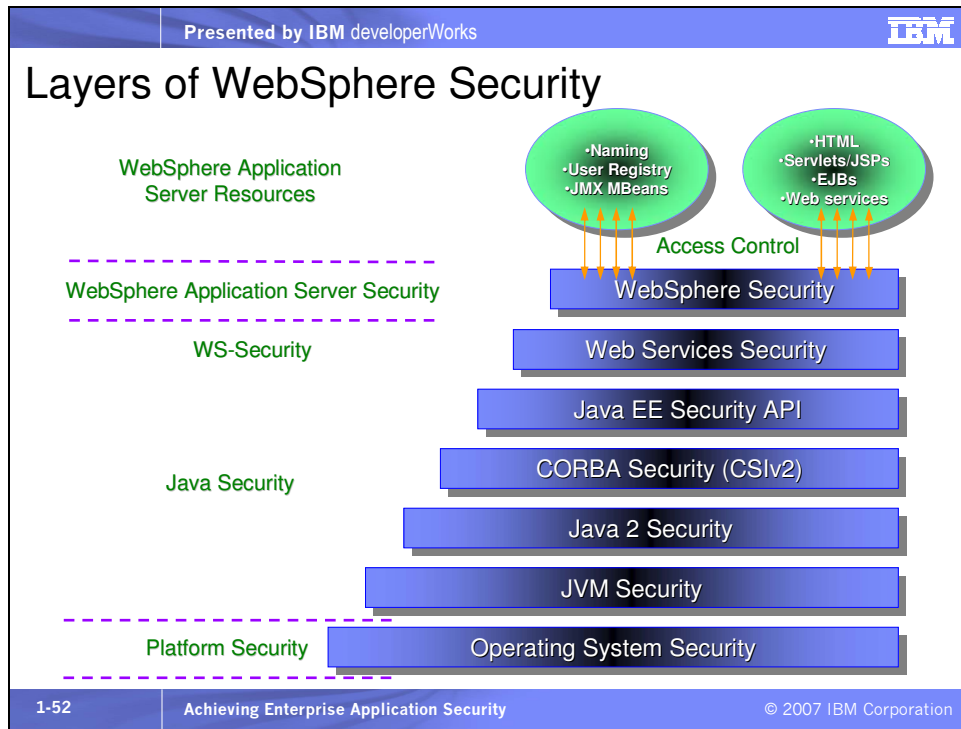 Presented by IBM developerWorks
IBM
Layers of WebSphere Security
WebSphere Application
Server Resources
•Naming
•User Registry
•JMX MBeans
•HTML
•Servlets/JSPs
•EJBs
•Web services
Access Control
WebSphere Application Server Security
WebSphere Security
WS-Security
Web Services Security
Java EE Security API
Java Security
CORBA Security (CSIv2)
Java 2 Security
JVM Security
Platform Security
Operating System Security
1-52
Achieving Enterprise Application Security
© 2007 IBM Corporation